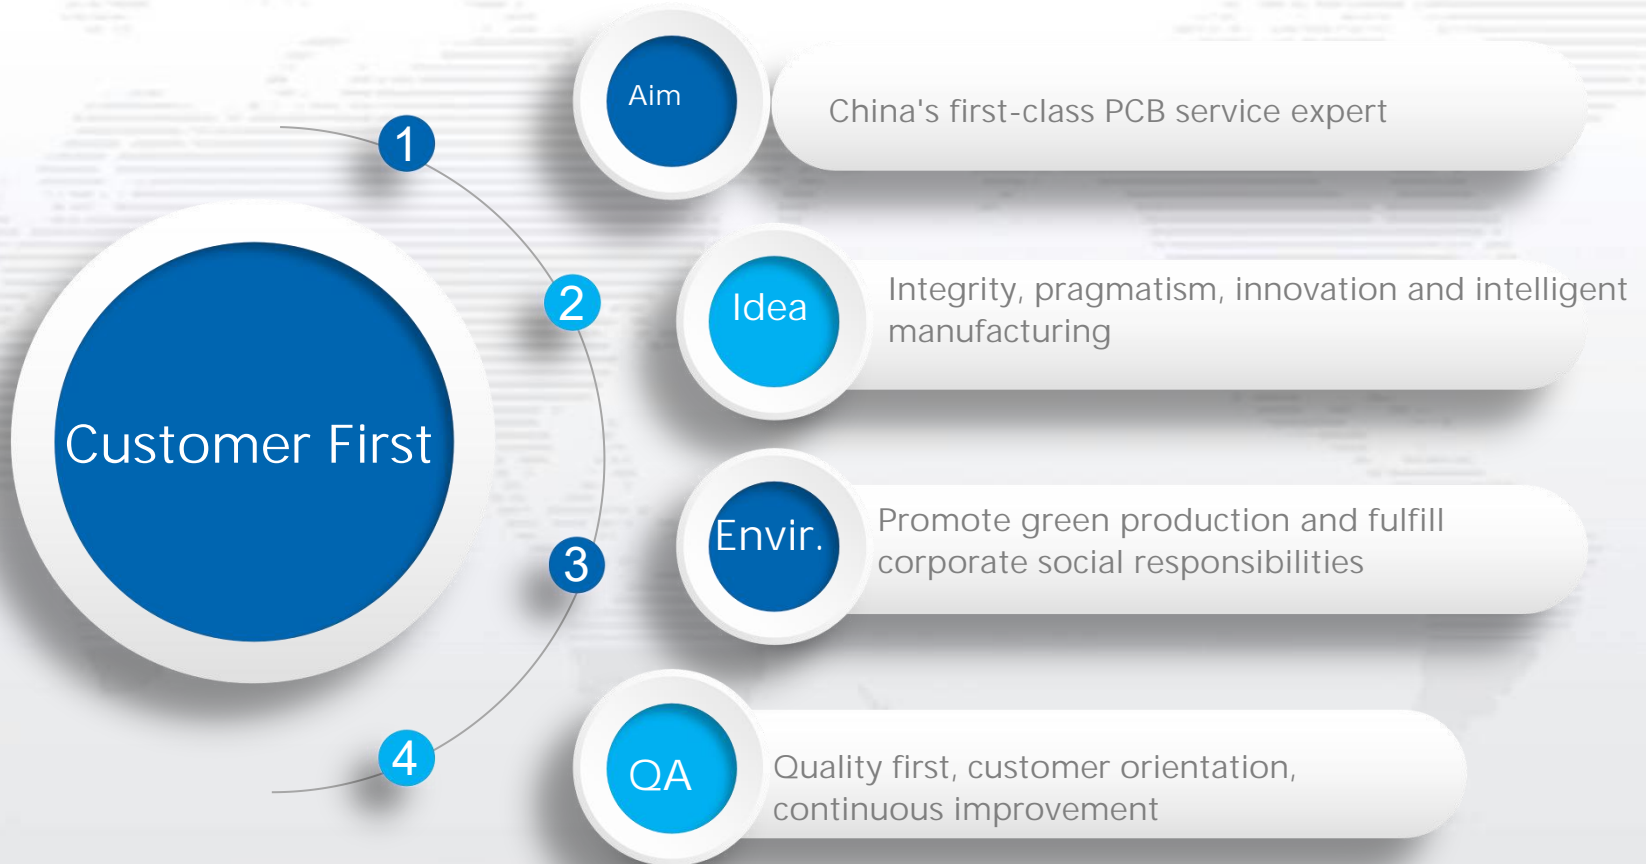 Customer First
1
Aim
China's first-class PCB service expert
2
Idea
Integrity, pragmatism, innovation and intelligent
manufacturing
3
Envir.
Promote green production and fulfill
corporate social responsibilities
4
QA
Quality first, customer orientation,
continuous improvement